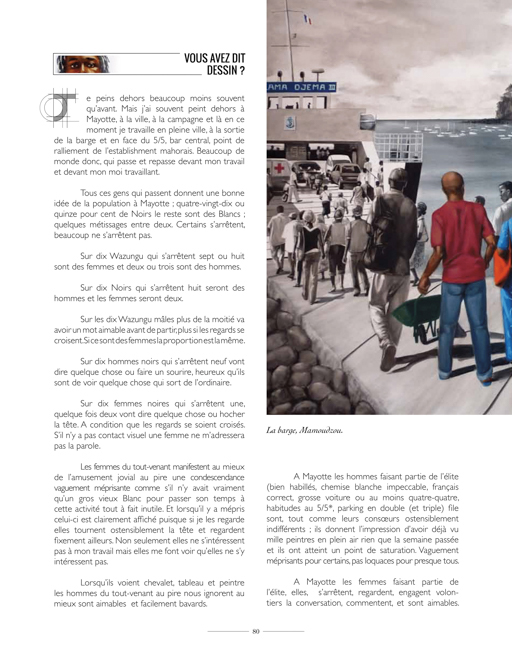 VOUS AVEZ DIT
DESSIN ?
Je peins dehors beaucoup moins souvent
qu'avant. Mais j'ai souvent peint dehors à
Mayotte, à la ville, à la campagne et là en ce
moment je travaille en pleine ville, à la sortie
de la barge et en face du 5/5, bar central, point de
ralliement de l'establishment mahorais. Beaucoup de
monde donc, qui passe et repasse devant mon travail
et devant mon moi travaillant.
Tous ces gens qui passent donnent une bonne
idée de la population à Mayotte ; quatre-vingt-dix ou
quinze pour cent de Noirs le reste sont des Blancs ;
quelques métissages entre deux. Certains s'arrêtent,
beaucoup ne s'arrêtent pas.
Sur dix Wazungu qui s'arrêtent sept ou huit
sont des femmes et deux ou trois sont des hommes.
Sur dix Noirs qui s'arrêtent huit seront des
hommes et les femmes seront deux.
Sur les dix Wazungu mâles plus de la moitié va
avoir un mot aimable avant de partir, plus si les regards se
croisent. Si ce sont des femmes la proportion est la même.
Sur dix hommes noirs qui s'arrêtent neuf vont
dire quelque chose ou faire un sourire, heureux qu'ils
sont de voir quelque chose qui sort de l'ordinaire.
Sur dix femmes noires qui s'arrêtent une,
quelque fois deux vont dire quelque chose ou hocher
la tête. A condition que les regards se soient croisés.
S'il n'y a pas contact visuel une femme ne m'adressera
pas la parole.
Les femmes du tout-venant manifestent au mieux
de l'amusement jovial au pire une condescendance
vaguement méprisante comme s'il n'y avait vraiment
qu'un gros vieux Blanc pour passer son temps à
cette activité tout à fait inutile. Et lorsqu'il y a mépris
celui-ci est clairement affiché puisque si je les regarde
elles tournent ostensiblement la tête et regardent
fixement ailleurs. Non seulement elles ne s'intéressent
pas à mon travail mais elles me font voir qu'elles ne s'y
intéressent pas.
Lorsqu'ils voient chevalet, tableau et peintre
les hommes du tout-venant au pire nous ignorent au
mieux sont aimables et facilement bavards.
AMA DJEMA III
La barge, Mamoudzou.
A Mayotte les hommes faisant partie de l'élite
(bien habillés, chemise blanche impeccable, français
correct, grosse voiture ou au moins quatre-quatre,
habitudes au 5/5*, parking en double (et triple) file
sont, tout comme leurs consœurs ostensiblement
indifférents ; ils donnent l'impression d'avoir déjà vu
mille peintres en plein air rien que la semaine passée
et ils ont atteint un point de saturation. Vaguement
méprisants pour certains, pas loquaces pour presque tous.
A Mayotte les femmes faisant partie de
l'élite, elles, s'arrêtent, regardent, engagent volon-
tiers la conversation, commentent, et sont aimables.
80